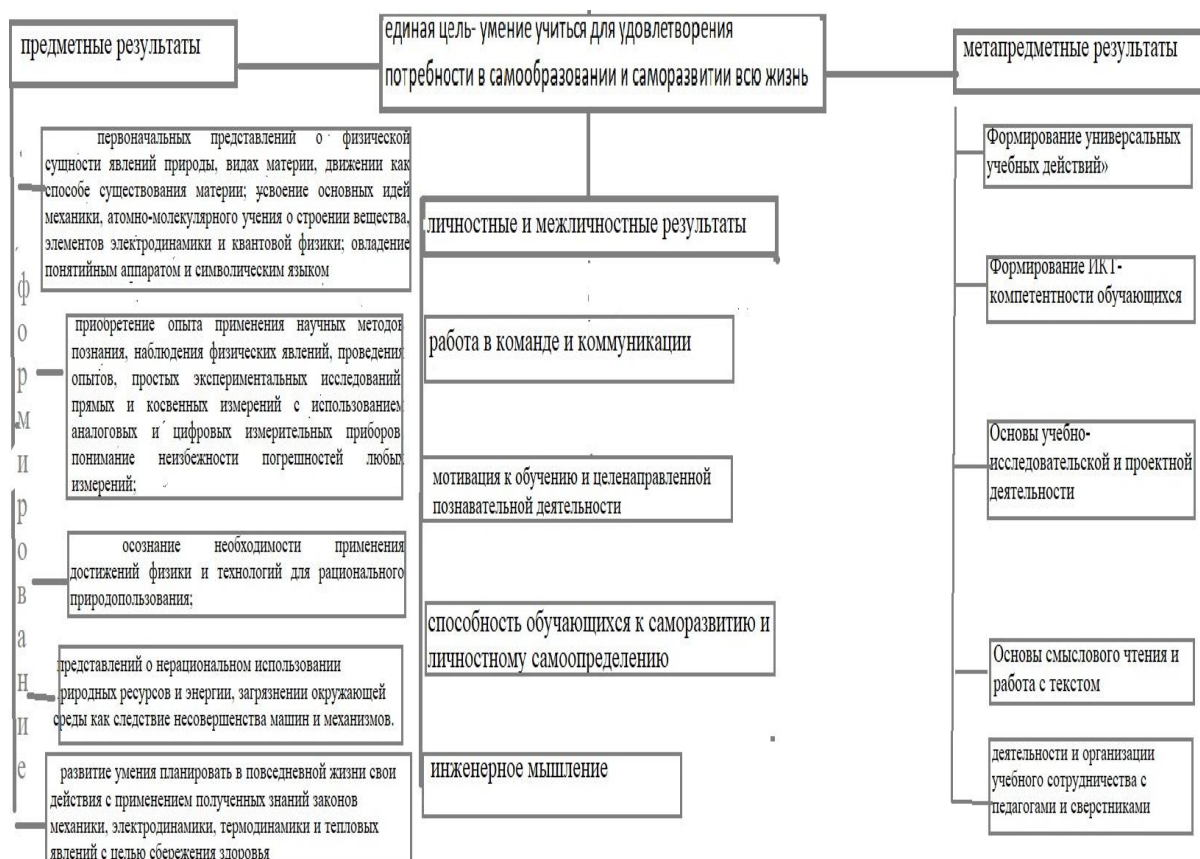 предметные результаты
единая цель- умение учиться для удовлетворения
потребности в самообразовании и саморазвитии всю жизнь
метапредметные результаты
формирование
первоначальных представлений о физической
сущности явлений природы, видах материи, движении как
способе существования материи; усвоение основных идей
механики, атомно-молекулярного учения о строении вещества,
элементов электродинамики и квантовой физики; овладение
понятийным аппаратом и символическим языком
приобретение опыта применения научных методов
познания, наблюдения физических явлений, проведения
опытов, простых экспериментальных исследований
прямых и косвенных измерений с использованием
аналоговых и цифровых измерительных приборов
понимание неизбежности погрешностей любых
измерений;
осознание необходимости применения
достижений физики и технологий для рационального
природопользования;
представлений о нерациональном использовании
природных ресурсов и энергии, загрязнении окружающей
среды как следствие несовершенства машин и механизмов.
развитие умения планировать в повседневной жизни свои
действия с применением полученных знаний законов
механики, электродинамики, термодинамики и тепловых
явлений с целью сбережения здоровья
личностные и межличностные результаты
работа в команде и коммуникации
мотивация к обучению и целенаправленной
познавательной деятельности
способность обучающихся к саморазвитию и
личностному самоопределению
инженерное мышление
Формирование универсальных
учебных действий»
Формирование ИКТ-
компетентности обучающихся
Основы учебно-
исследовательской и проектной
деятельности
Основы смыслового чтения и
работа с текстом
деятельности и организации
учебного сотрудничества с
педагогами и сверстниками